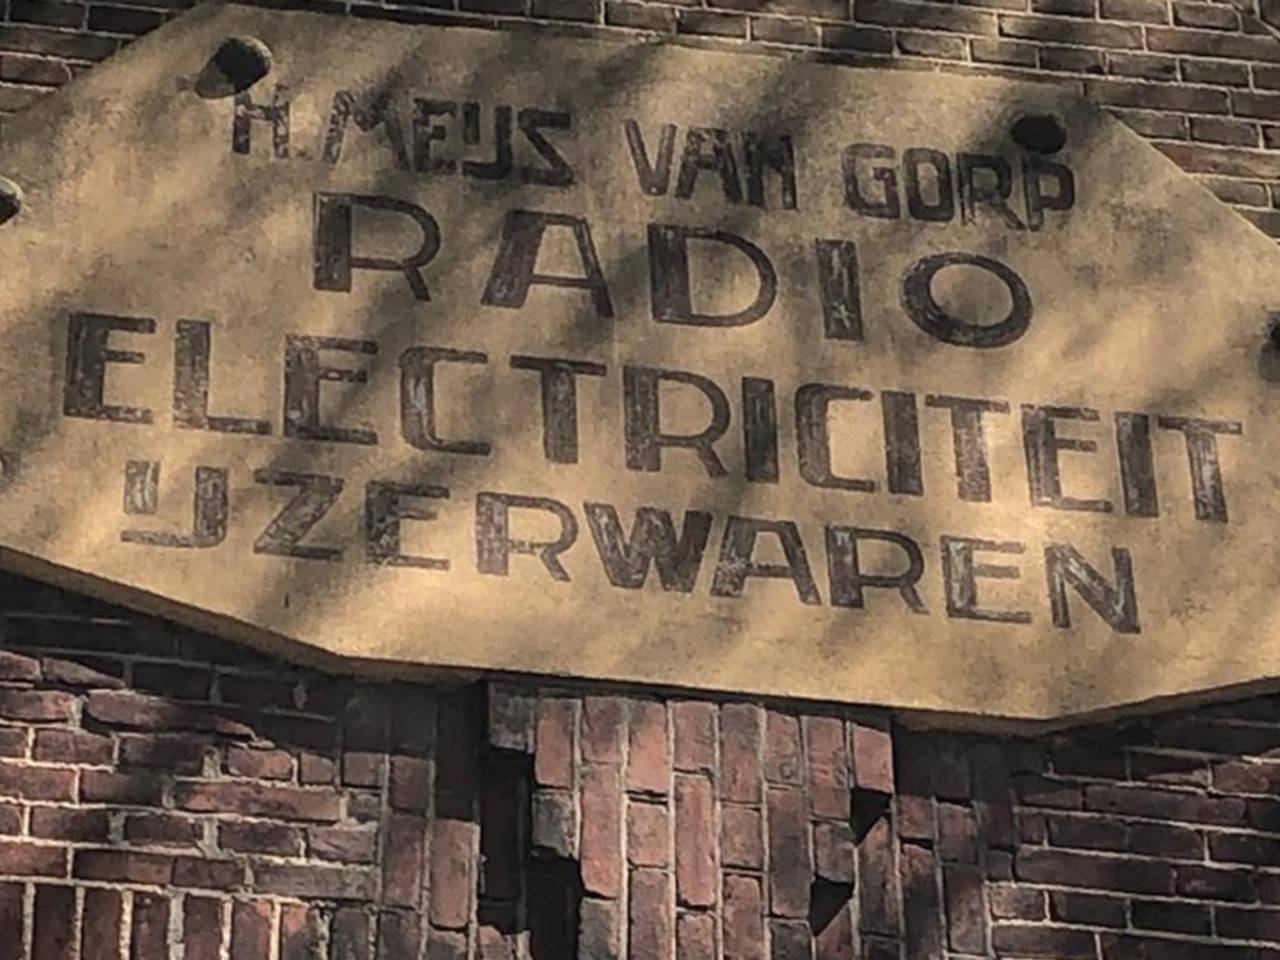 H. MEIJS VAN GORP
RADIO
ELECTRICITEIT
IJZERWAREN